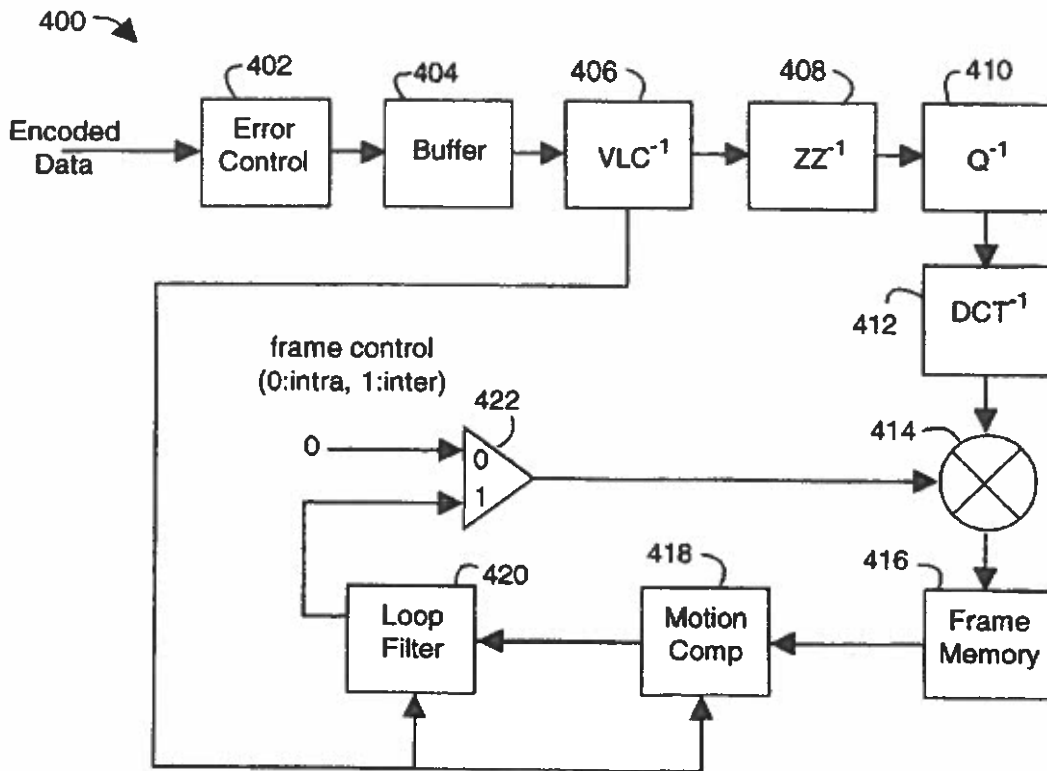 400
402
404
406
408
410
Encoded
Data
Error
Control
Buffer
VLC⁻¹
ZZ⁻¹
Q⁻¹
412
DCT⁻¹
frame control
(0:intra, 1:inter)
422
414
0
0
1
420
418
416
Loop
Filter
Motion
Comp
Frame
Memory